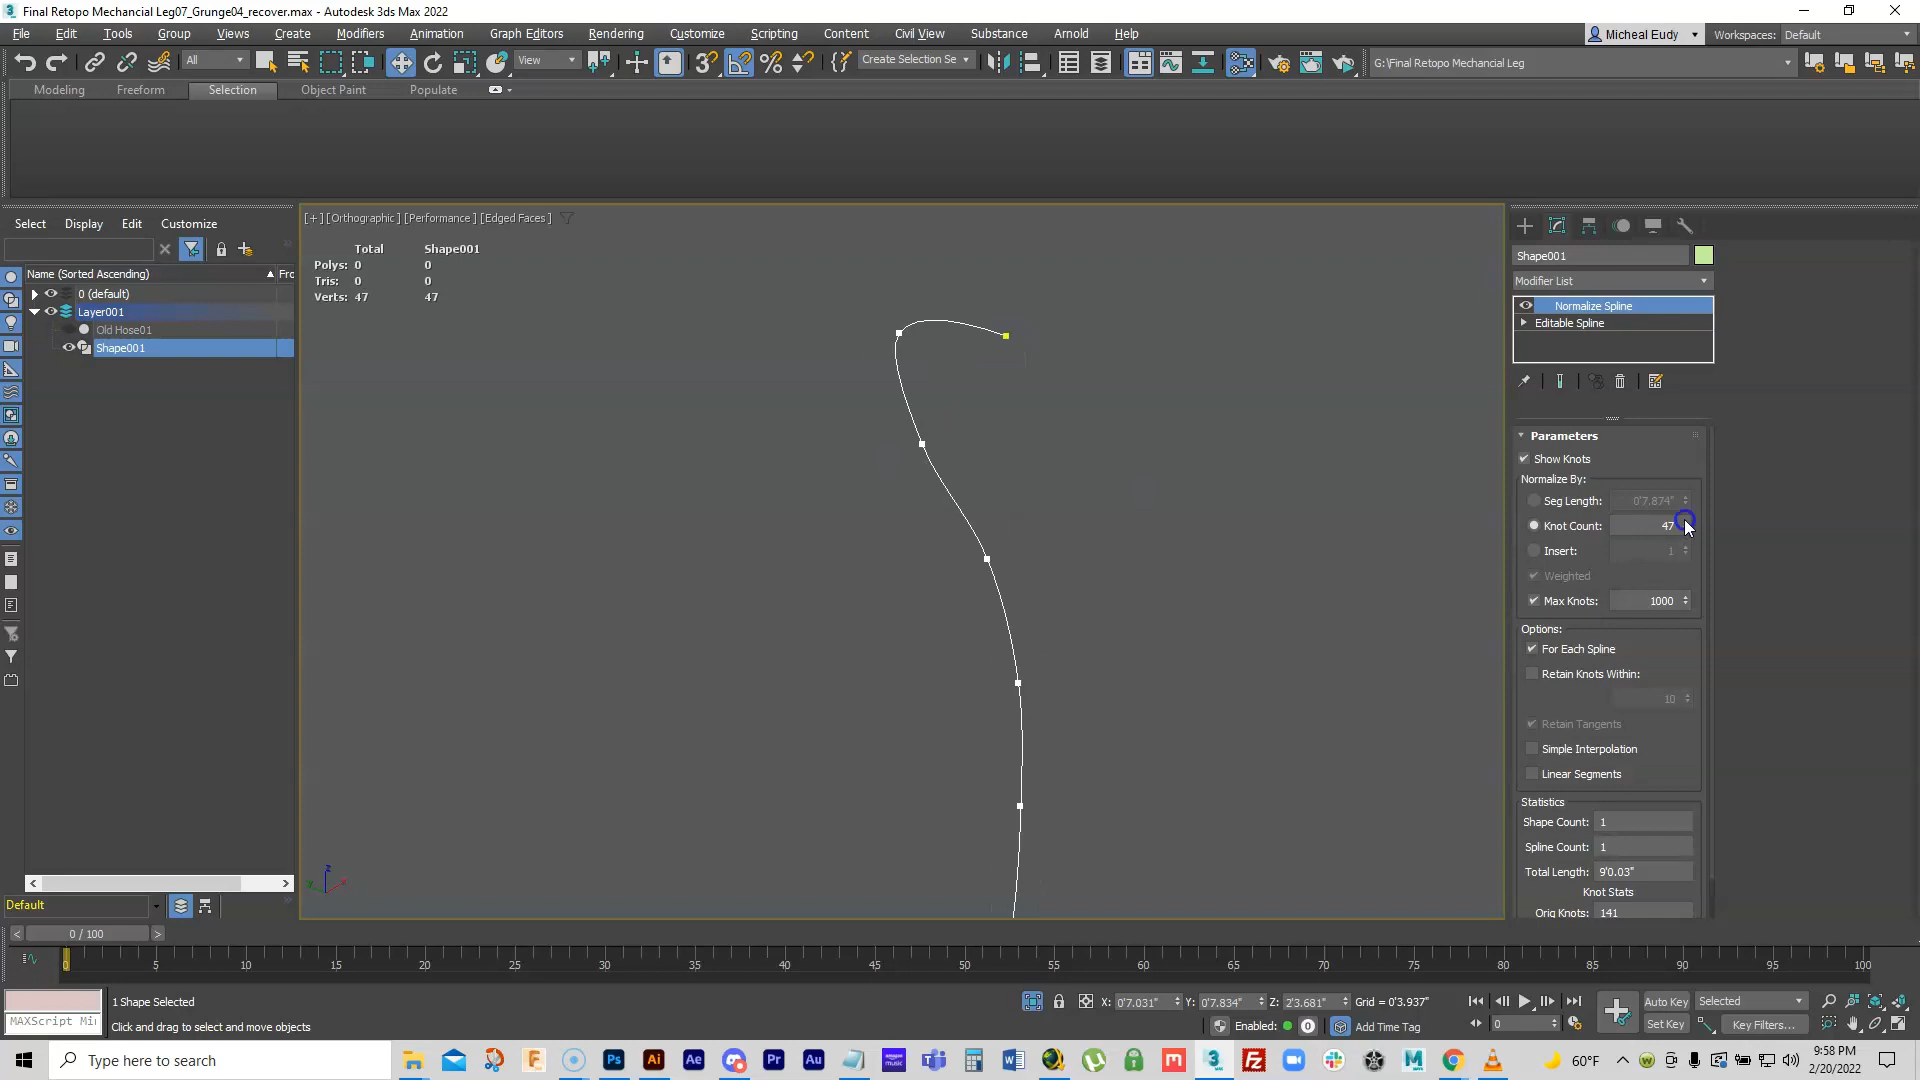 Final Retopo Mechancial Leg07_Grunge04_recover.max - Autodesk 3ds Max 2022
File Edit Tools Group Views Create Modifiers Animation Graph Editors Rendering Customize Scripting Content Civil View Substance Arnold Help
Micheal Eudy Workspaces: Default
All View Create Selection Se G:\Final Retopo Mechancial Leg
Modeling Freeform Selection Object Paint Populate
Select Display Edit Customize
Name (Sorted Ascending) Fro
0 (default)
Layer001
Old Hose01
Shape001
Default
[+] [Orthographic] [Performance] [Edged Faces]
Total Shape001
Polys: 0 0
Tris: 0 0
Verts: 47 47
Shape001
Modifier List
Normalize Spline
Editable Spline
Parameters
Show Knots
Normalize By:
Seg Length: 0'7.874"
Knot Count: 47
Insert: 1
Weighted
Max Knots: 1000
Options:
For Each Spline
Retain Knots Within:
10
Retain Tangents
Simple Interpolation
Linear Segments
Statistics
Shape Count: 1
Spline Count: 1
Total Length: 9'0.03"
Knot Stats
Orig Knots: 141
< 0 / 100 >
0 5 10 15 20 25 30 35 40 45 50 55 60 65 70 75 80 85 90 95 100
1 Shape Selected
X: 0'7.031" Y: 0'7.834" Z: 2'3.681" Grid = 0'3.937"
Auto Key Selected
MAXScript Mi
Click and drag to select and move objects
Enabled: 0 Add Time Tag
0
Set Key Key Filters...
Type here to search
60°F
9:58 PM
2/20/2022